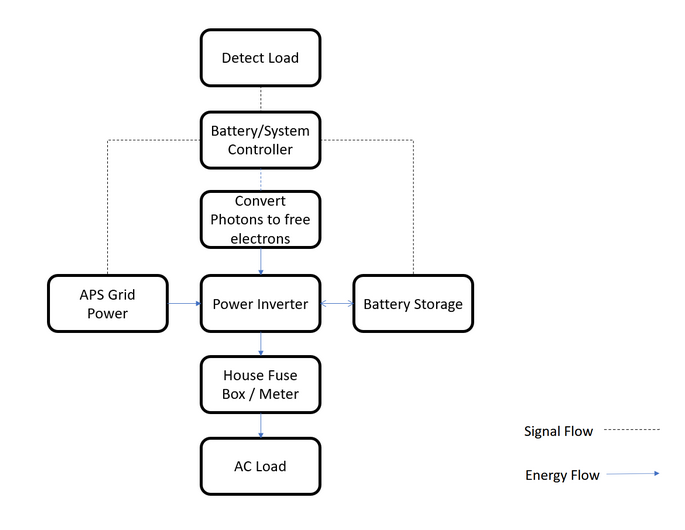 Detect Load
Battery/System
Controller
Convert
Photons to free
electrons
APS Grid
Power
Power Inverter
Battery Storage
House Fuse
Box / Meter
AC Load
Signal Flow
Energy Flow